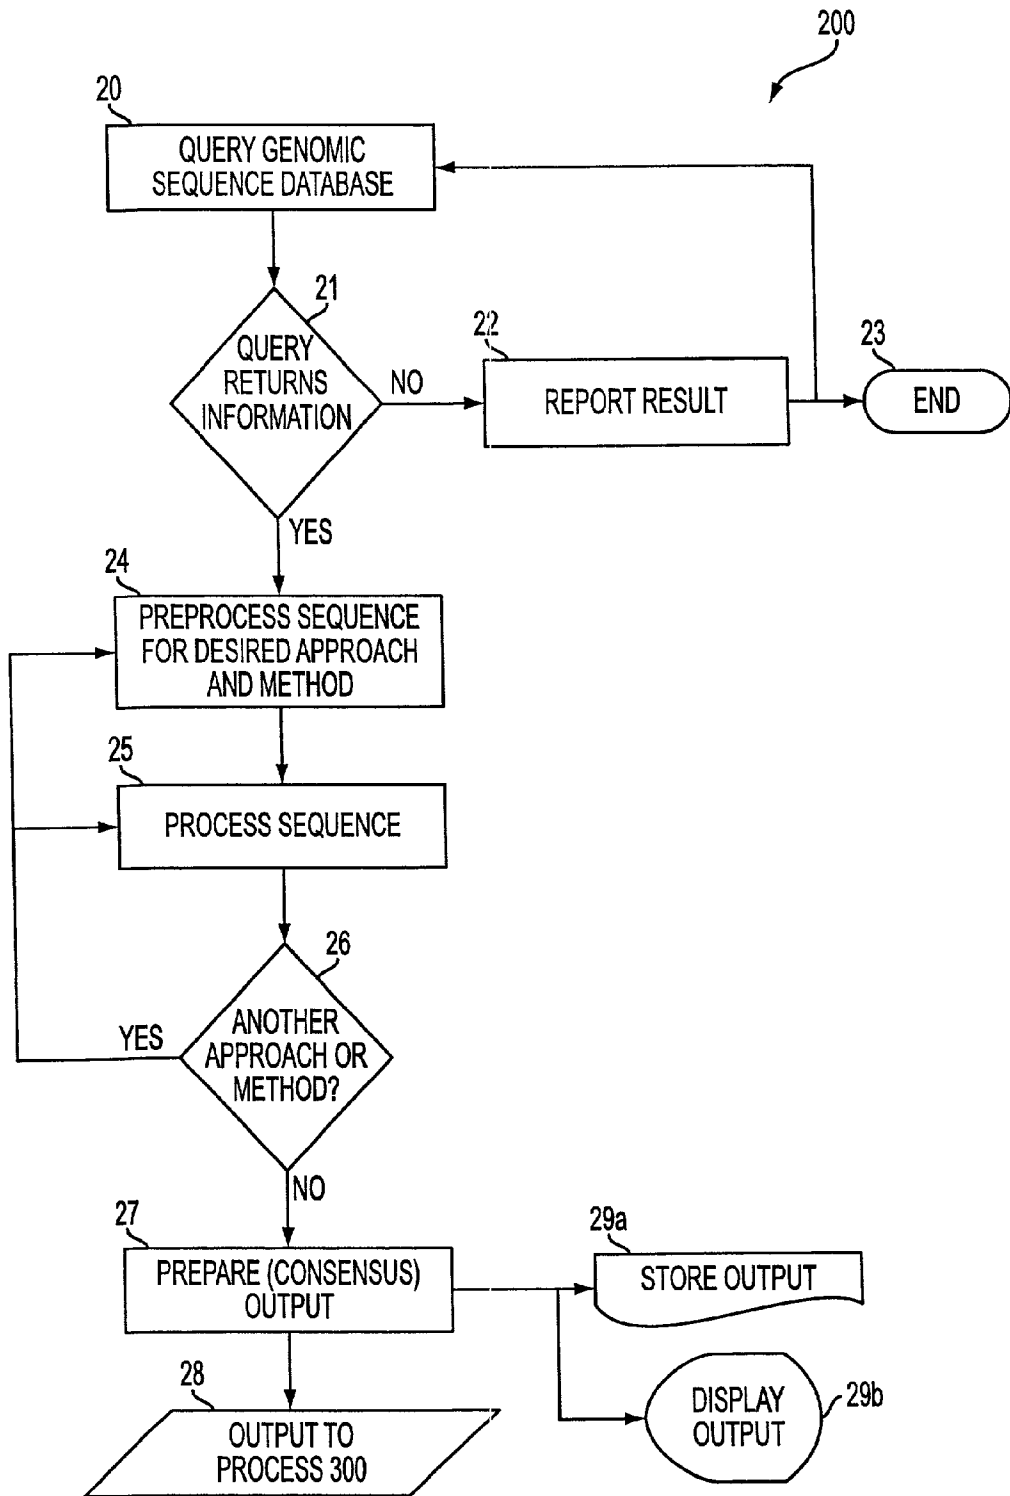 200
20
QUERY GENOMIC
SEQUENCE DATABASE
21
QUERY
RETURNS
INFORMATION
NO
22
REPORT RESULT
23
END
YES
24
PREPROCESS SEQUENCE
FOR DESIRED APPROACH
AND METHOD
25
PROCESS SEQUENCE
26
ANOTHER
APPROACH OR
METHOD?
YES
NO
27
PREPARE (CONSENSUS)
OUTPUT
29a
STORE OUTPUT
28
OUTPUT TO
PROCESS 300
DISPLAY
OUTPUT
29b